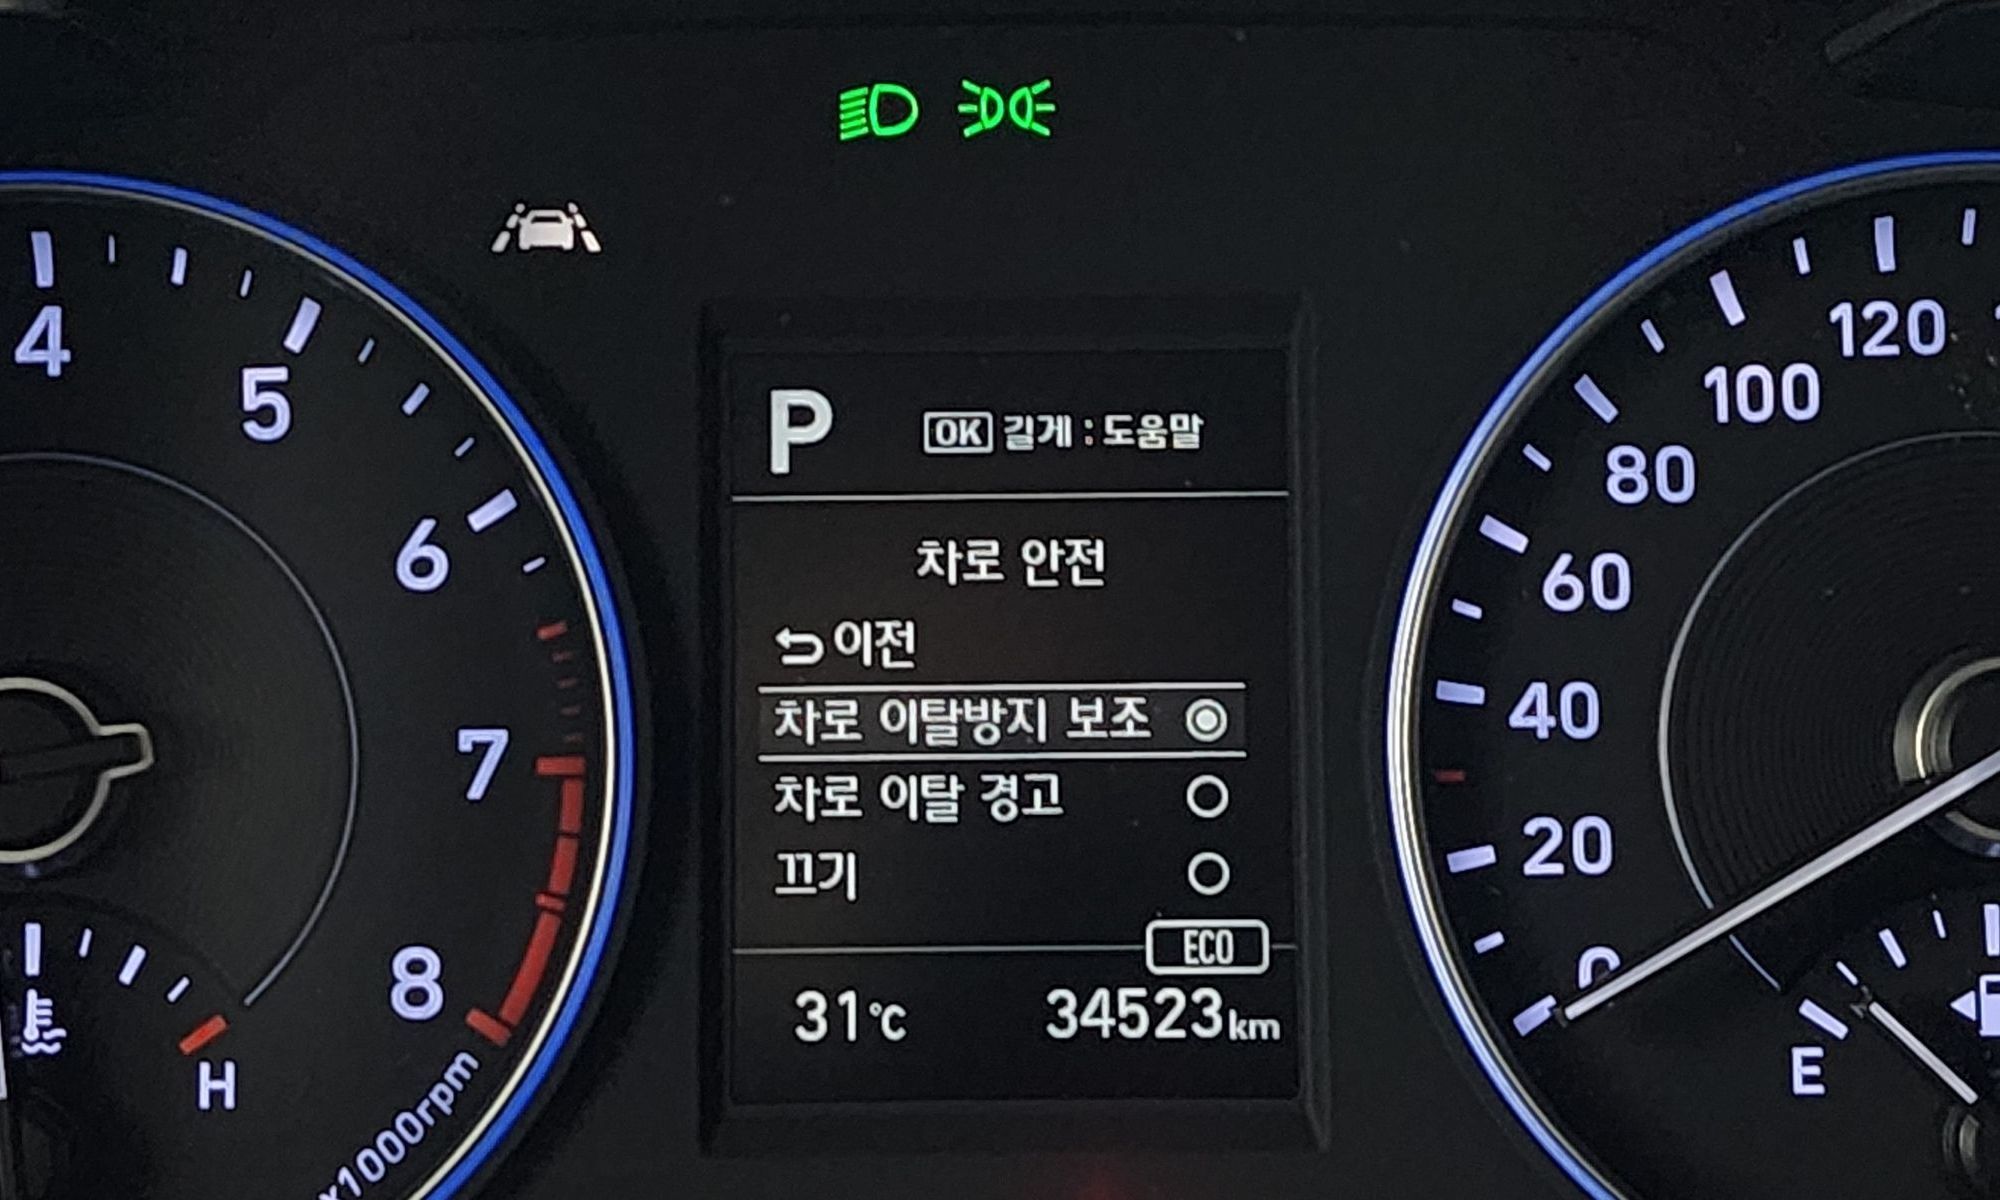 P
OK 길게 : 도움말
차로 안전
이전
차로 이탈방지 보조
차로 이탈 경고
끄기
ECO
31℃ 34523km
4
5
6
7
8
x1000rpm
H
120
100
80
60
40
20
0
E